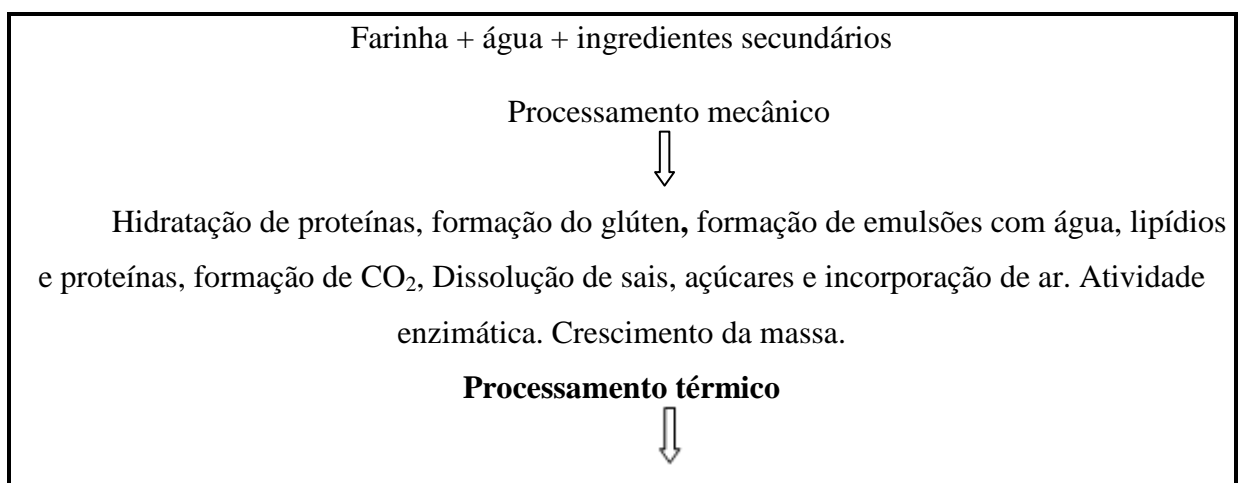 Farinha + água + ingredientes secundários
Processamento mecânico
Hidratação de proteínas, formação do glúten, formação de emulsões com água, lipídios
e proteínas, formação de CO₂, Dissolução de sais, açúcares e incorporação de ar. Atividade
enzimática. Crescimento da massa.
Processamento térmico